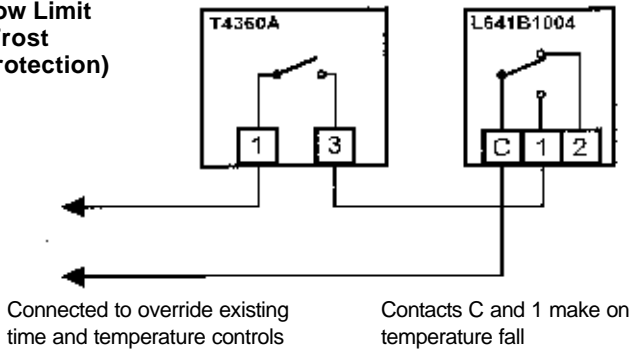 ow Limit
Frost
rotection)
T4360A
L641B1004
1 3
C 1 2
Connected to override existing
time and temperature controls
Contacts C and 1 make on
temperature fall